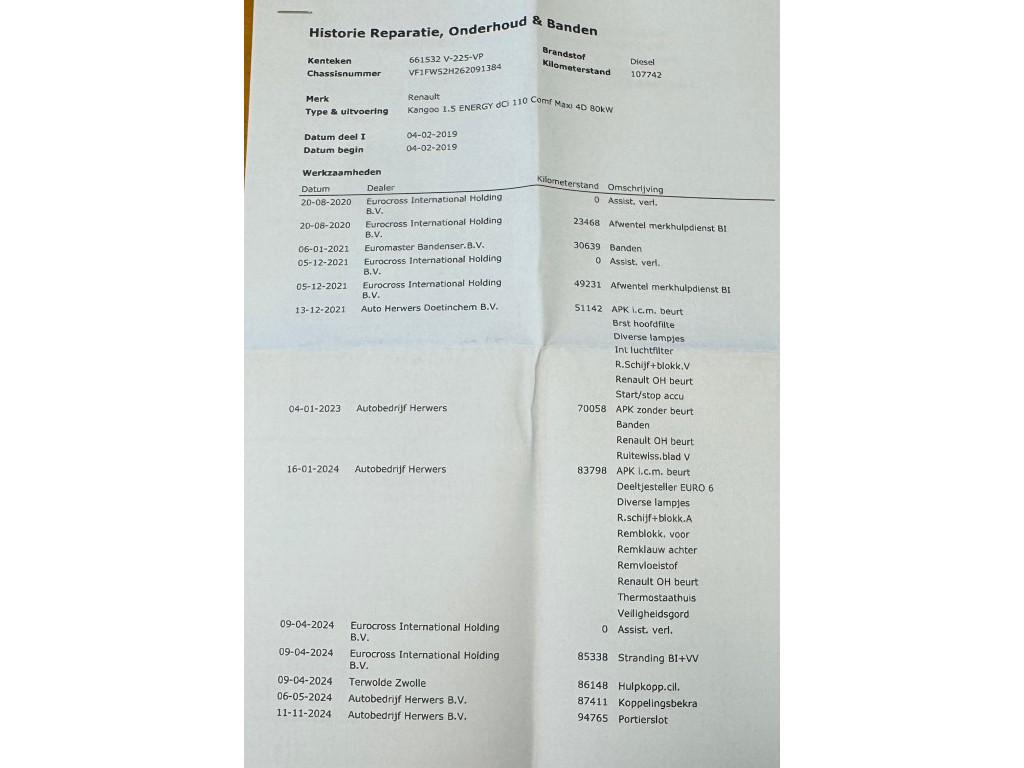 Historie Reparatie, Onderhoud & Banden
Kenteken 661532 V-225-VP Brandstof Diesel
Chassisnummer VF1FW52H262091384 Kilometerstand 107742
Merk Renault
Type & uitvoering Kangoo 1.5 ENERGY dCi 110 Comf Maxi 4D 80kW
Datum deel I 04-02-2019
Datum begin 04-02-2019
Werkzaamheden
Datum Dealer Kilometerstand Omschrijving
20-08-2020 Eurocross International Holding 0 Assist. verl.
B.V.
20-08-2020 Eurocross International Holding 23468 Afwentel merkhulpdienst BI
B.V.
06-01-2021 Euromaster Bandenser.B.V. 30639 Banden
05-12-2021 Eurocross International Holding 0 Assist. verl.
B.V.
05-12-2021 Eurocross International Holding 49231 Afwentel merkhulpdienst BI
B.V.
13-12-2021 Auto Herwers Doetinchem B.V. 51142 APK i.c.m. beurt
Brst hoofdfilte
Diverse lampjes
Int luchtfilter
R.Schijf+blokk.V
Renault OH beurt
Start/stop accu
04-01-2023 Autobedrijf Herwers 70058 APK zonder beurt
Banden
Renault OH beurt
Ruitewiss.blad V
16-01-2024 Autobedrijf Herwers 83798 APK i.c.m. beurt
Deeltjesteller EURO 6
Diverse lampjes
R.schijf+blokk.A
Remblokk. voor
Remklauw achter
Remvloeistof
Renault OH beurt
Thermostaathuis
Veiligheidsgord
09-04-2024 Eurocross International Holding 0 Assist. verl.
B.V.
09-04-2024 Eurocross International Holding 85338 Stranding BI+VV
B.V.
09-04-2024 Terwolde Zwolle 86148 Hulpkopp.cil.
06-05-2024 Autobedrijf Herwers B.V. 87411 Koppelingsbekra
11-11-2024 Autobedrijf Herwers B.V. 94765 Portierslot